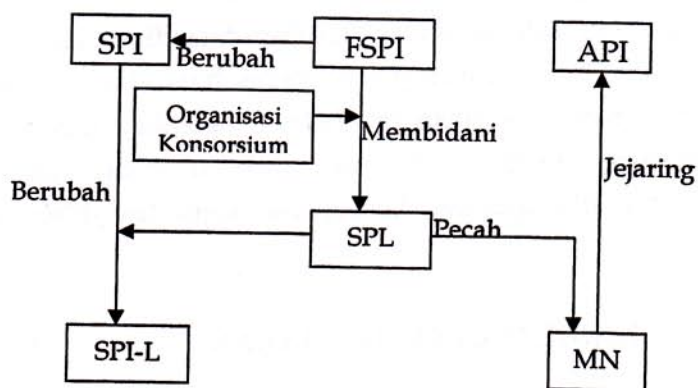 SPI
FSPI
API
Berubah
Organisasi
Konsorsium
Membidani
Jejaring
Berubah
SPL
Pecah
SPI-L
MN